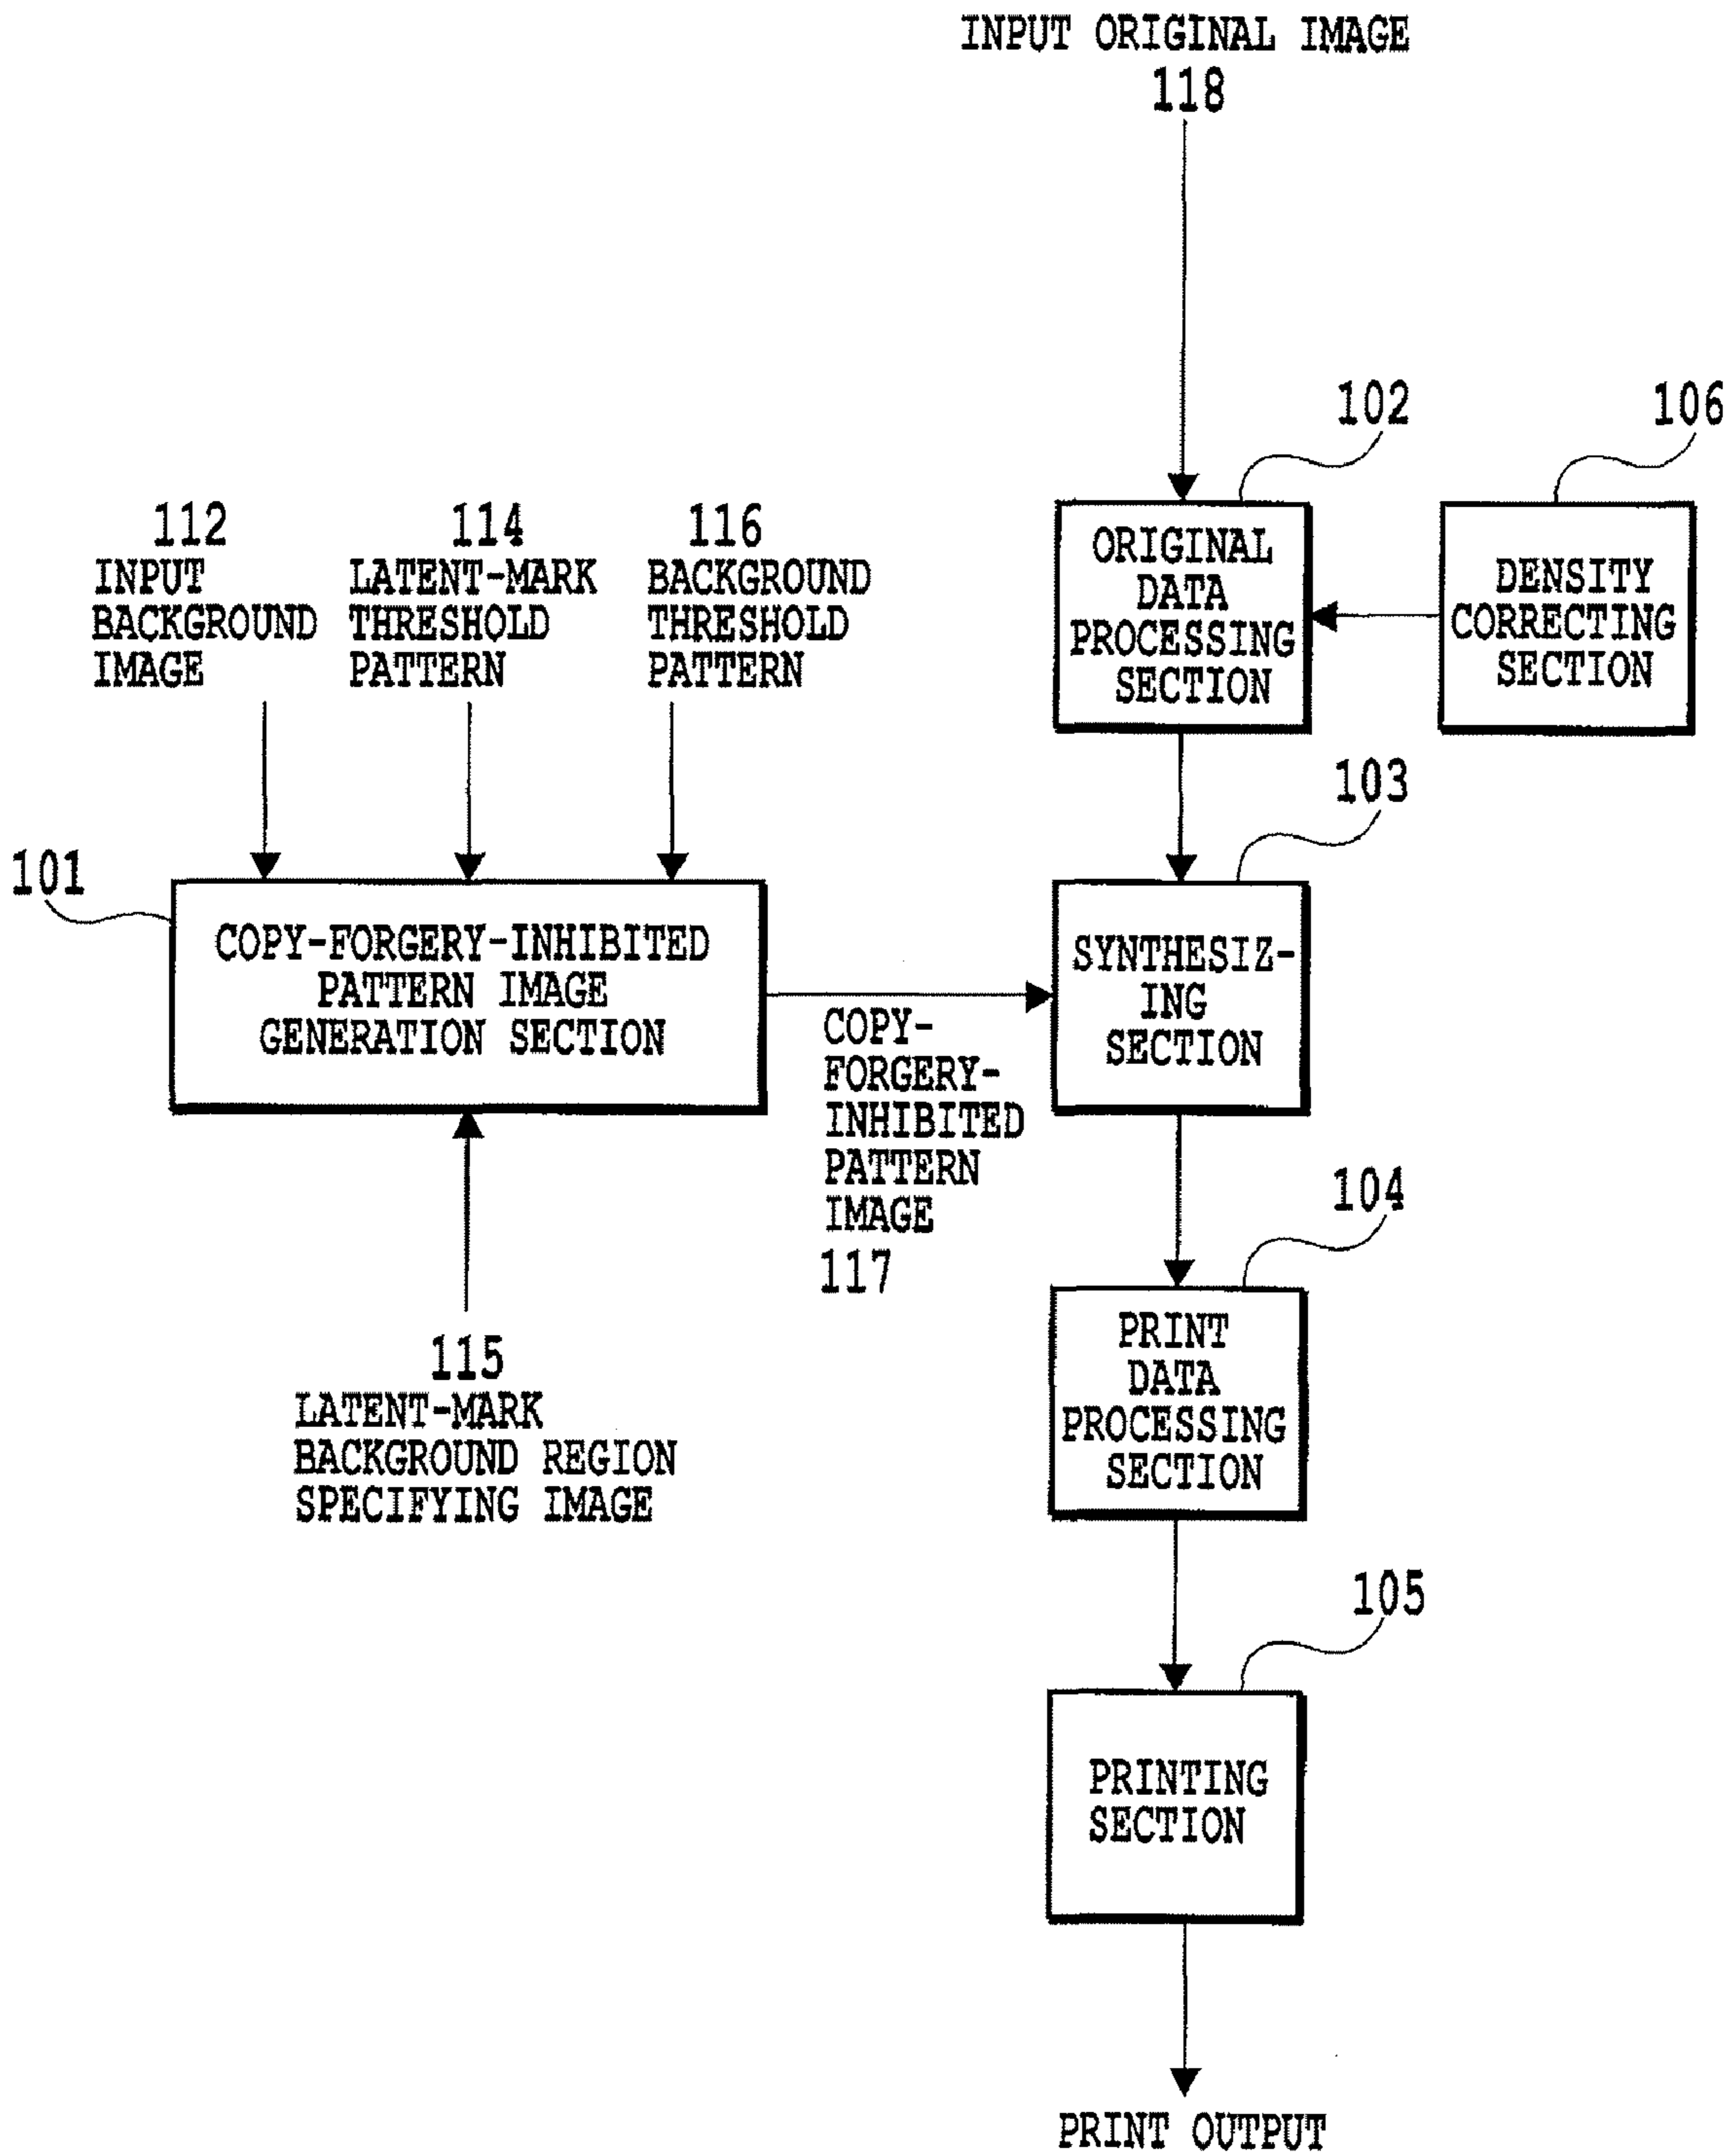 INPUT ORIGINAL IMAGE
118
102
106
ORIGINAL
DATA
PROCESSING
SECTION
DENSITY
CORRECTING
SECTION
112
INPUT
BACKGROUND
IMAGE
114
LATENT-MARK
THRESHOLD
PATTERN
116
BACKGROUND
THRESHOLD
PATTERN
103
101
COPY-FORGERY-INHIBITED
PATTERN IMAGE
GENERATION SECTION
SYNTHESIZ-
ING
SECTION
COPY-
FORGERY-
INHIBITED
PATTERN
IMAGE
117
104
115
LATENT-MARK
BACKGROUND REGION
SPECIFYING IMAGE
PRINT
DATA
PROCESSING
SECTION
105
PRINTING
SECTION
PRINT OUTPUT